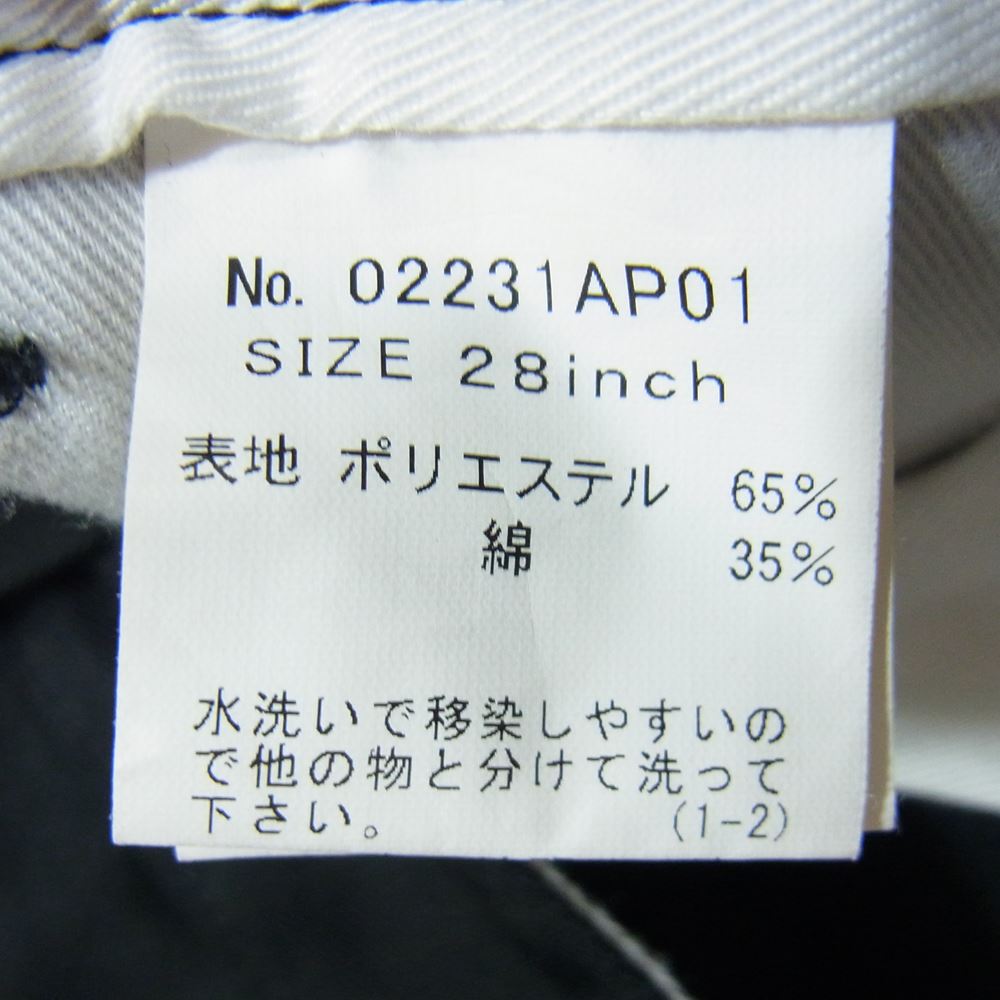 No. 02231AP01
SIZE 28inch
表地 ポリエステル 65%
綿 35%
水洗いで移染しやすいの
で他の物と分けて洗って
下さい。 (1-2)